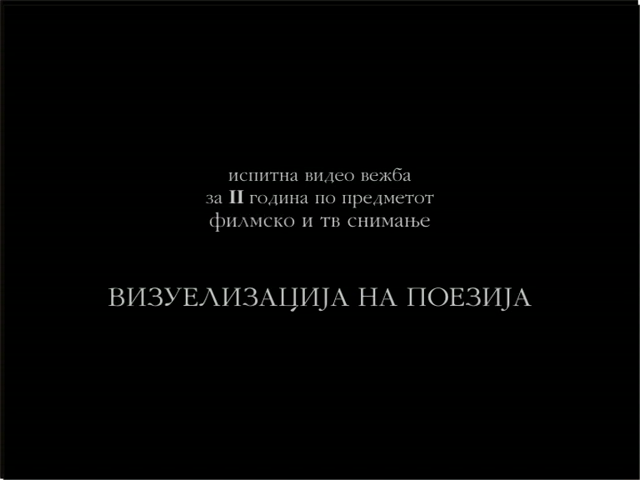 испитна видео вежба
за II година по предметот
филмско и тв снимање
ВИЗУЕЛИЗАЦИЈА НА ПОЕЗИЈА